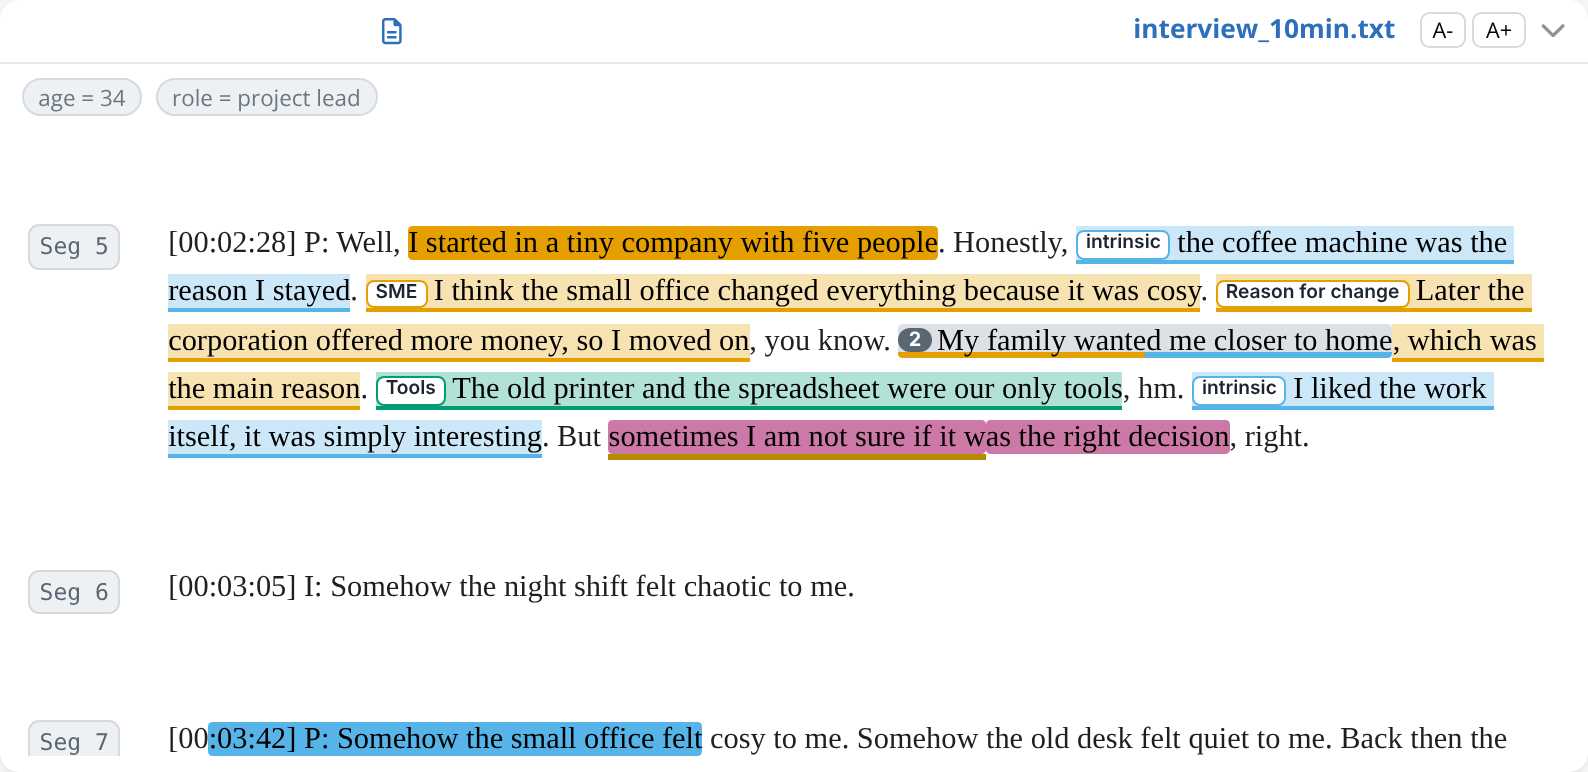 interview_10min.txt A- A+
age = 34 role = project lead
Seg 5 [00:02:28] P: Well, I started in a tiny company with five people. Honestly, intrinsic the coffee machine was the
reason I stayed. SME I think the small office changed everything because it was cosy. Reason for change Later the
corporation offered more money, so I moved on, you know. 2 My family wanted me closer to home, which was
the main reason. Tools The old printer and the spreadsheet were our only tools, hm. intrinsic I liked the work
itself, it was simply interesting. But sometimes I am not sure if it was the right decision, right.
Seg 6 [00:03:05] I: Somehow the night shift felt chaotic to me.
Seg 7 [00:03:42] P: Somehow the small office felt cosy to me. Somehow the old desk felt quiet to me. Back then the